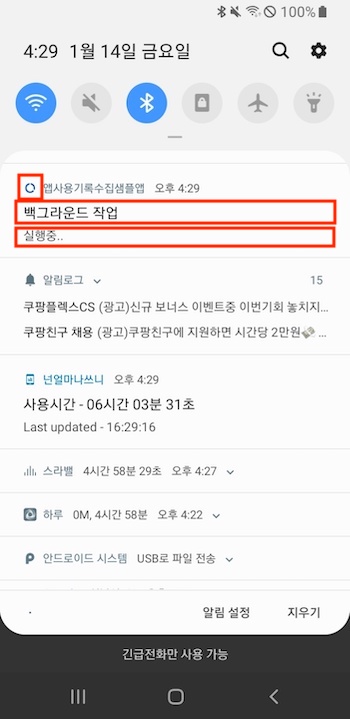 100%
4:29 1월 14일 금요일
앱사용기록수집샘플앱 오후 4:29
백그라운드 작업
실행중..
알림로그 15
쿠팡플렉스CS (광고)신규 보너스 이벤트중 이번기회 놓치지...
쿠팡친구 채용 (광고)쿠팡친구에 지원하면 시간당 2만원💸 ...
넌얼마나쓰니 오후 4:29
사용시간 - 06시간 03분 31초
Last updated - 16:29:16
스라밸 4시간 58분 29초 오후 4:27
하루 0M, 4시간 58분 오후 4:22
안드로이드 시스템 USB로 파일 전송
알림 설정 지우기
긴급전화만 사용 가능